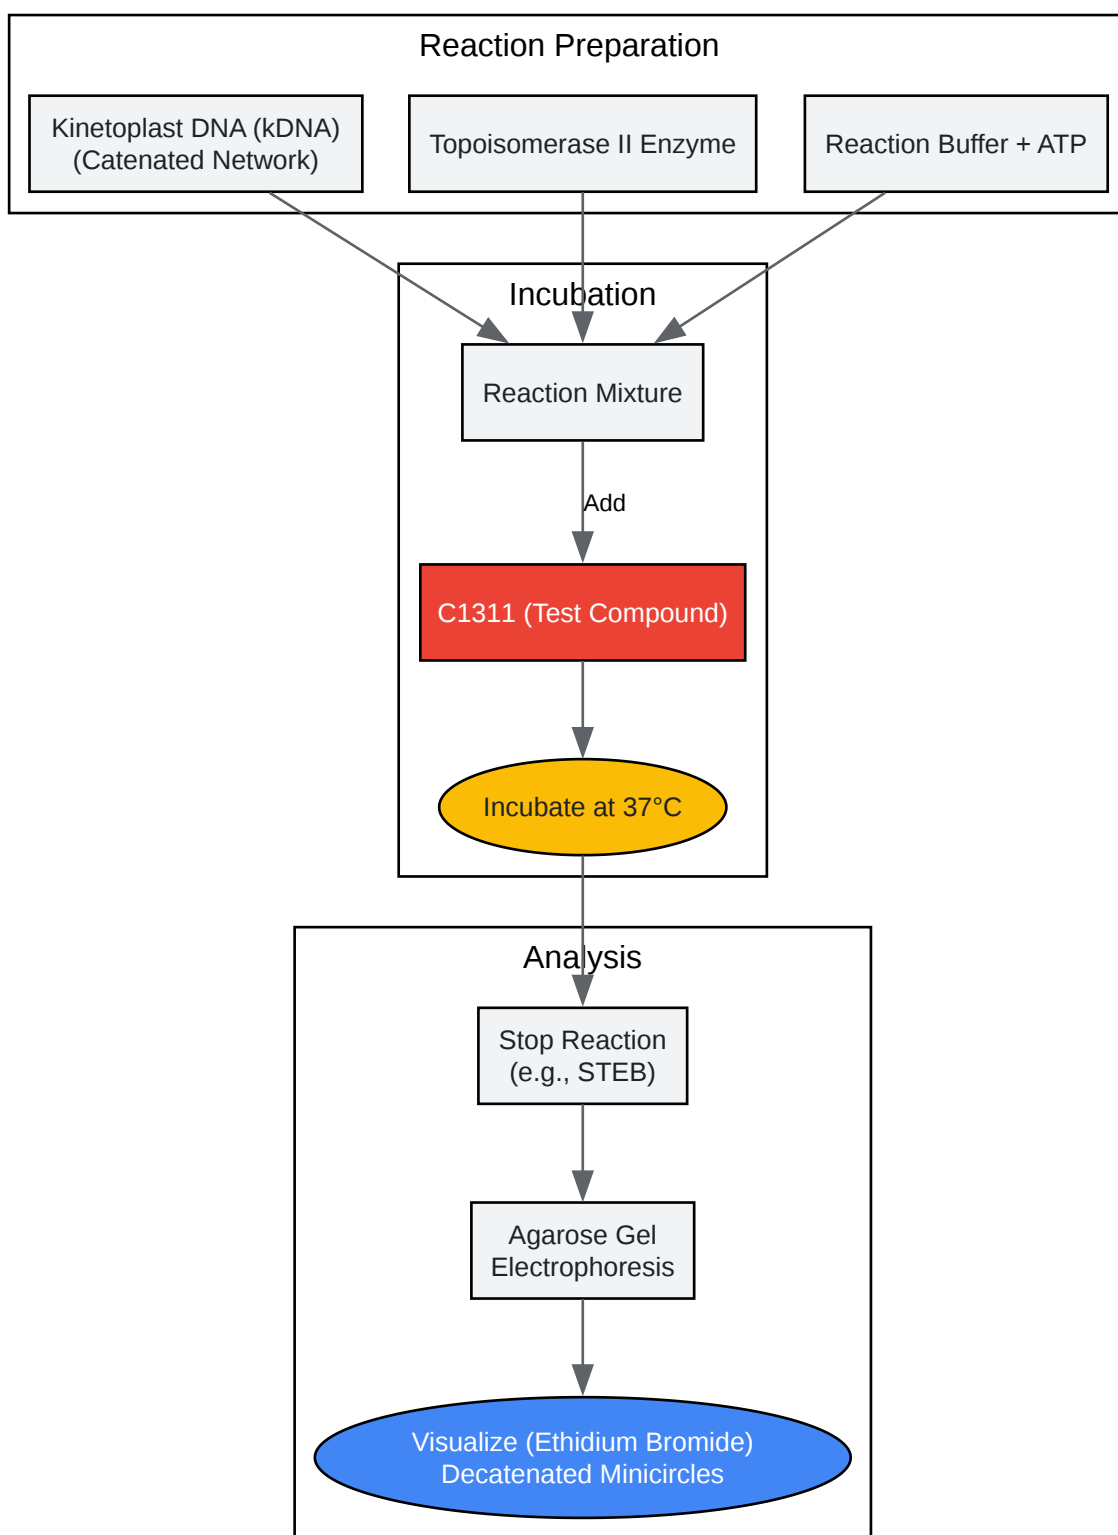 Reaction Preparation
Kinetoplast DNA (kDNA)
(Catenated Network)
Topoisomerase II Enzyme
Reaction Buffer + ATP
Incubation
Reaction Mixture
Add
C1311 (Test Compound)
Incubate at 37°C
Analysis
Stop Reaction
(e.g., STEB)
Agarose Gel
Electrophoresis
Visualize (Ethidium Bromide)
Decatenated Minicircles